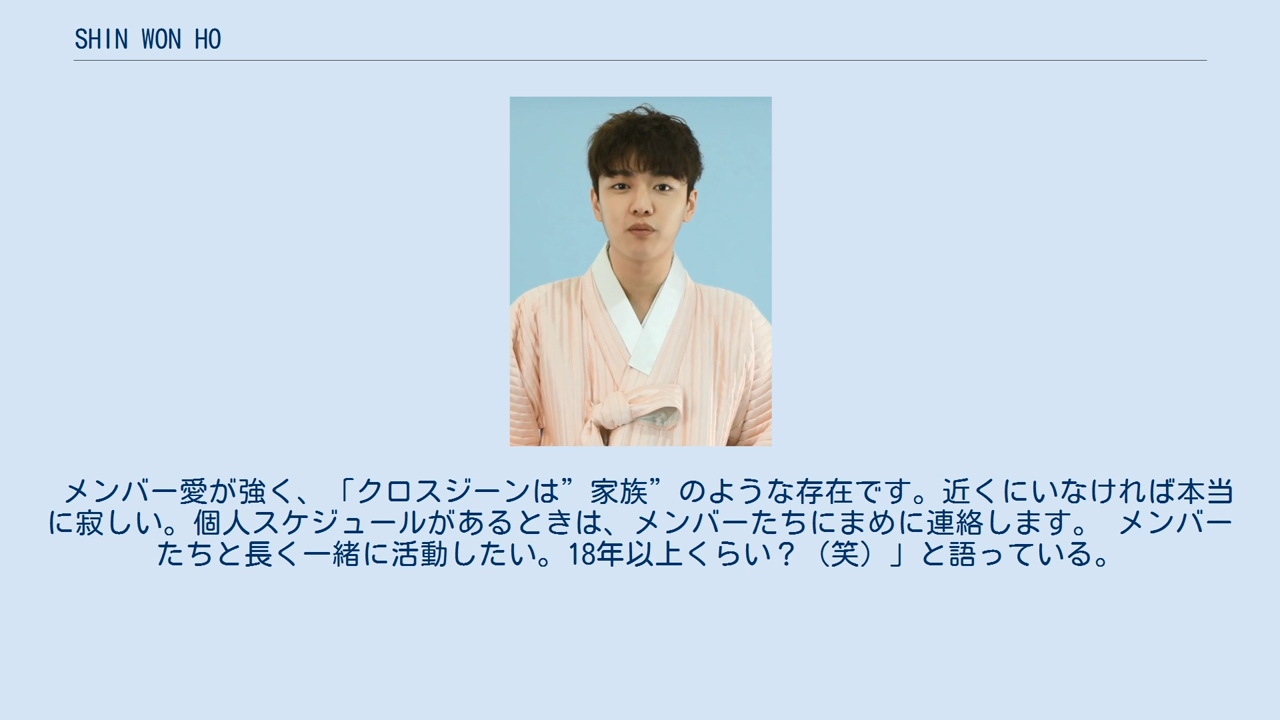 SHIN WON HO
メンバー愛が強く、「クロスジーンは”家族”のような存在です。近くにいなければ本当
に寂しい。個人スケジュールがあるときは、メンバーたちにまめに連絡します。 メンバー
たちと長く一緒に活動したい。18年以上くらい？（笑）」と語っている。